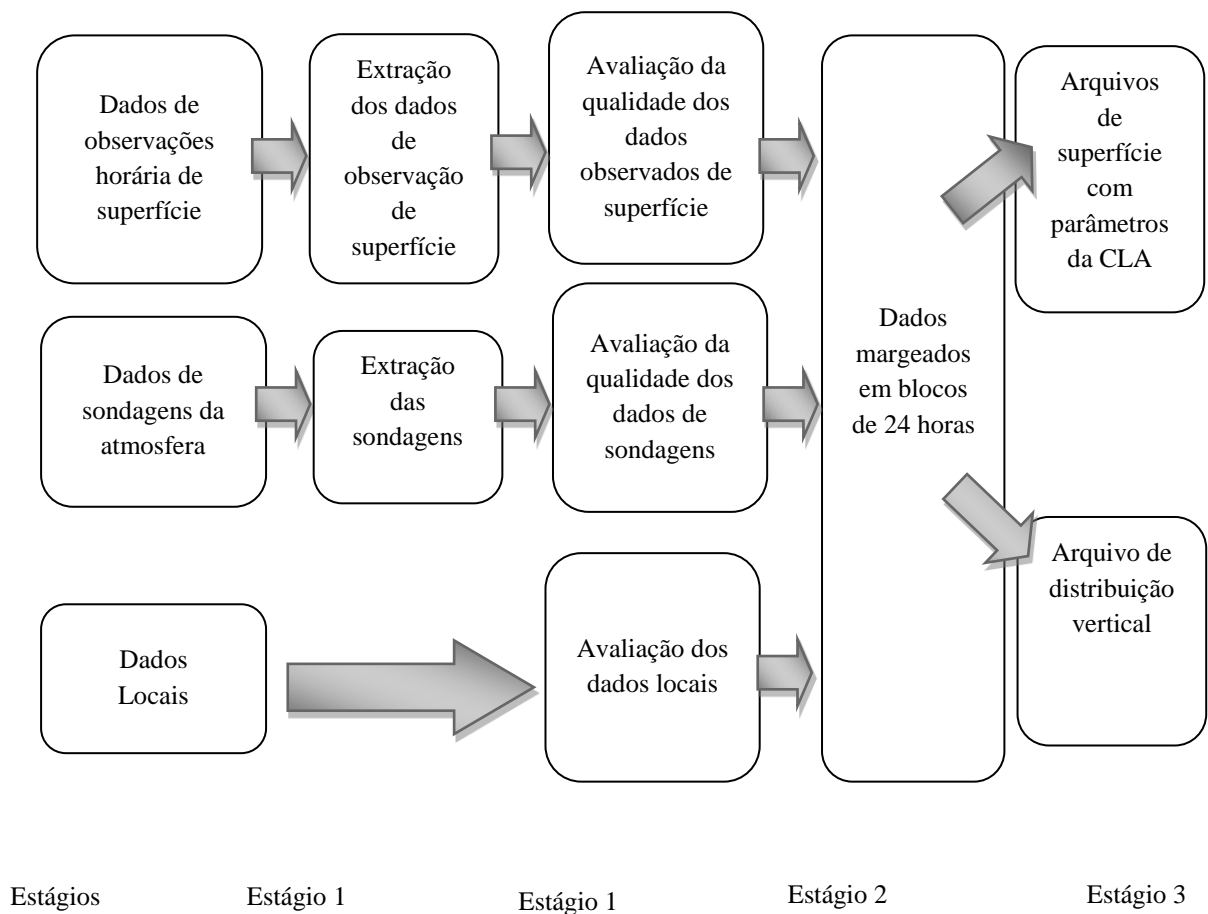 Dados de
observações
horária de
superfície
Extração
dos dados
de
observação
de
superfície
Avaliação da
qualidade dos
dados
observados de
superfície
Arquivos
de
superfície
com
parâmetros
da CLA
Dados de
sondagens da
atmosfera
Extração
das
sondagens
Avaliação da
qualidade dos
dados de
sondagens
Dados
margeados
em blocos
de 24 horas
Dados
Locais
Avaliação dos
dados locais
Arquivo de
distribuição
vertical
Estágios
Estágio 1
Estágio 1
Estágio 2
Estágio 3